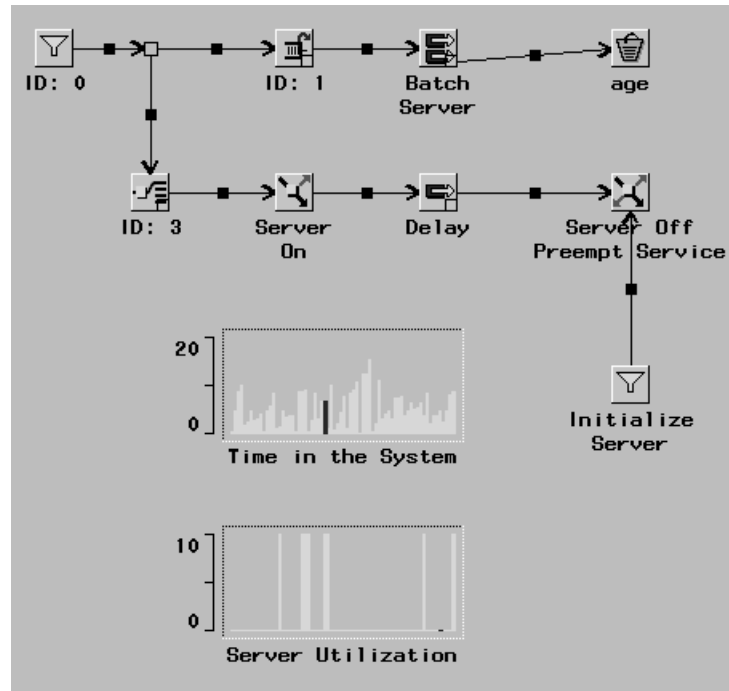 ID: 0
ID: 1
Batch
Server
age
ID: 3
Server
On
Delay
Server Off
Preempt Service
Initialize
Server
20
0
Time in the System
10
0
Server Utilization